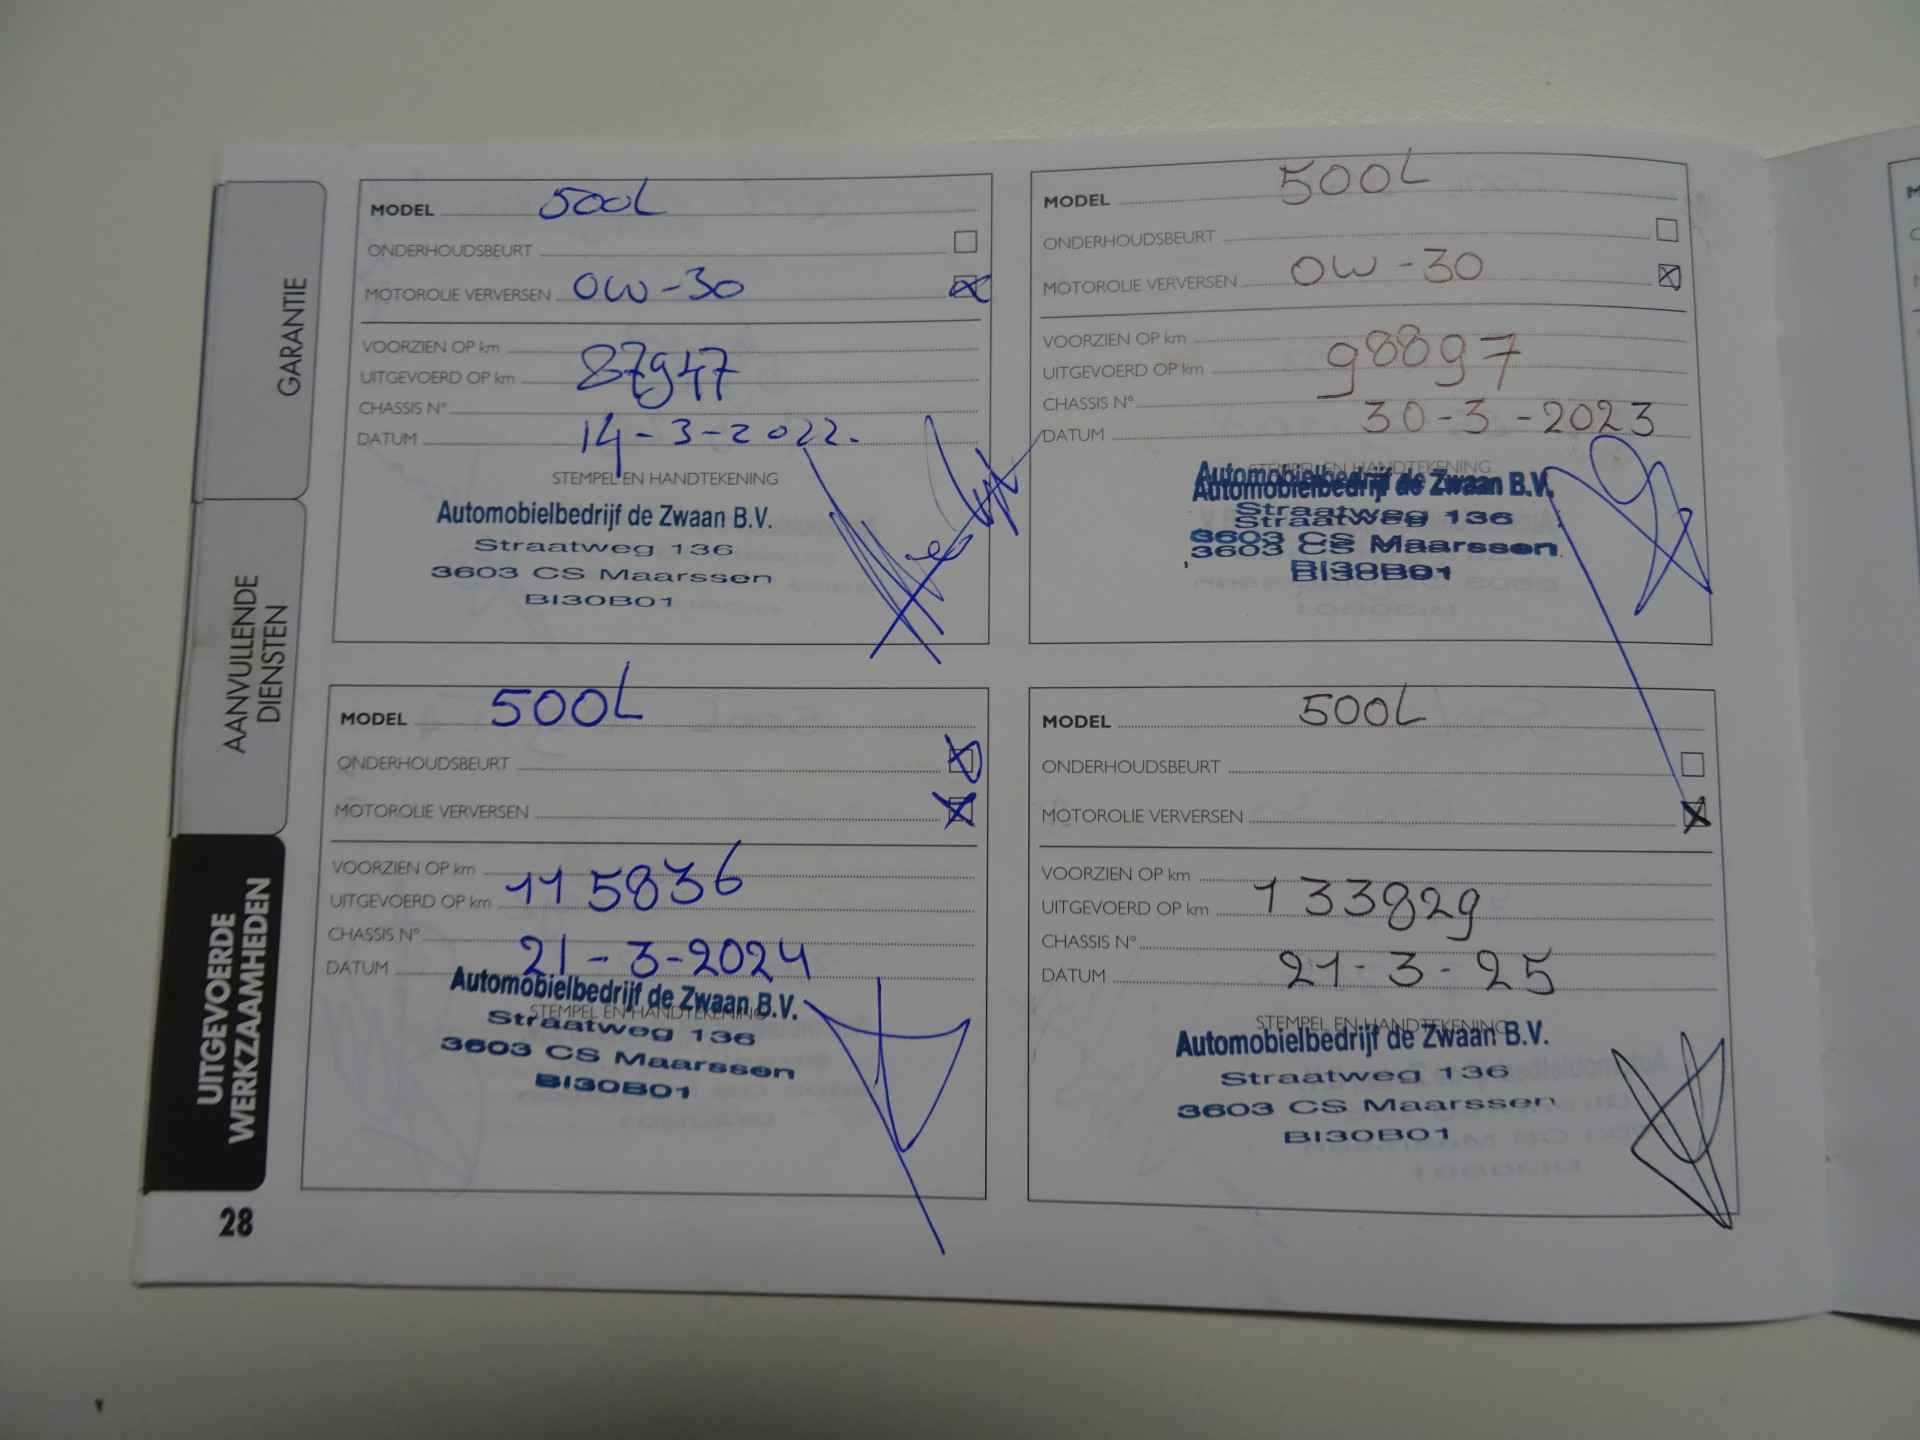 GARANTIE
AANVULLENDE
DIENSTEN
UITGEVOERDE
WERKZAAMHEDEN
28
MODEL 500L
ONDERHOUDSBEURT
MOTOROLIE VERVERSEN 0W-30
VOORZIEN OP km
UITGEVOERD OP km 87947
CHASSIS N°
DATUM 14-3-2022.
STEMPEL EN HANDTEKENING
Automobielbedrijf de Zwaan B.V.
Straatweg 136
3603 CS Maarssen
BI30B01
MODEL 500L
ONDERHOUDSBEURT
MOTOROLIE VERVERSEN 0W-30
VOORZIEN OP km
UITGEVOERD OP km 98897
CHASSIS N°
DATUM 30-3-2023
STEMPEL EN HANDTEKENING
Automobielbedrijf de Zwaan B.V.
Straatweg 136
3603 CS Maarssen
BI30B01
MODEL 500L
ONDERHOUDSBEURT
MOTOROLIE VERVERSEN
VOORZIEN OP km
UITGEVOERD OP km 115836
CHASSIS N°
DATUM 21-3-2024
STEMPEL EN HANDTEKENING
Automobielbedrijf de Zwaan B.V.
Straatweg 136
3603 CS Maarssen
BI30B01
MODEL 500L
ONDERHOUDSBEURT
MOTOROLIE VERVERSEN
VOORZIEN OP km
UITGEVOERD OP km 133829
CHASSIS N°
DATUM 21-3-25
STEMPEL EN HANDTEKENING
Automobielbedrijf de Zwaan B.V.
Straatweg 136
3603 CS Maarssen
BI30B01